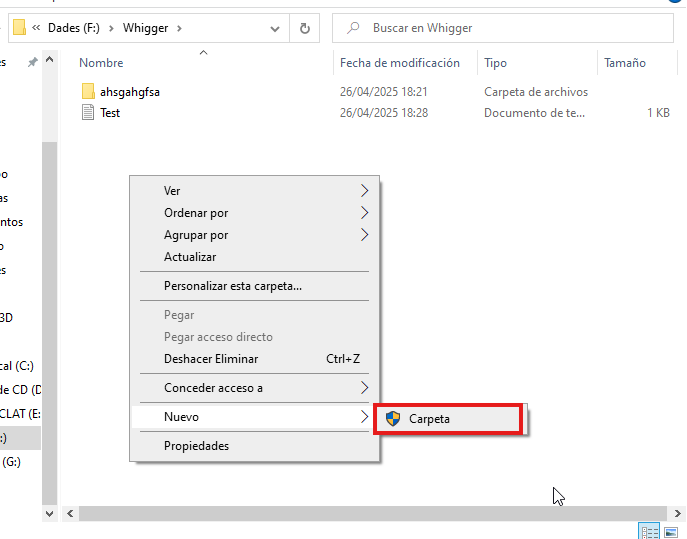 « Dades (F:) > Whigger >
Buscar en Whigger
Nombre Fecha de modificación Tipo Tamaño
ahsgahgfsa 26/04/2025 18:21 Carpeta de archivos
Test 26/04/2025 18:28 Documento de te... 1 KB
Ver
Ordenar por
Agrupar por
Actualizar
Personalizar esta carpeta...
Pegar
Pegar acceso directo
Deshacer Eliminar Ctrl+Z
Conceder acceso a
Nuevo
Carpeta
Propiedades
es
o
as
ntos
o
es
3D
cal (C:)
de CD (D
CLAT (E:
:)
(G:)